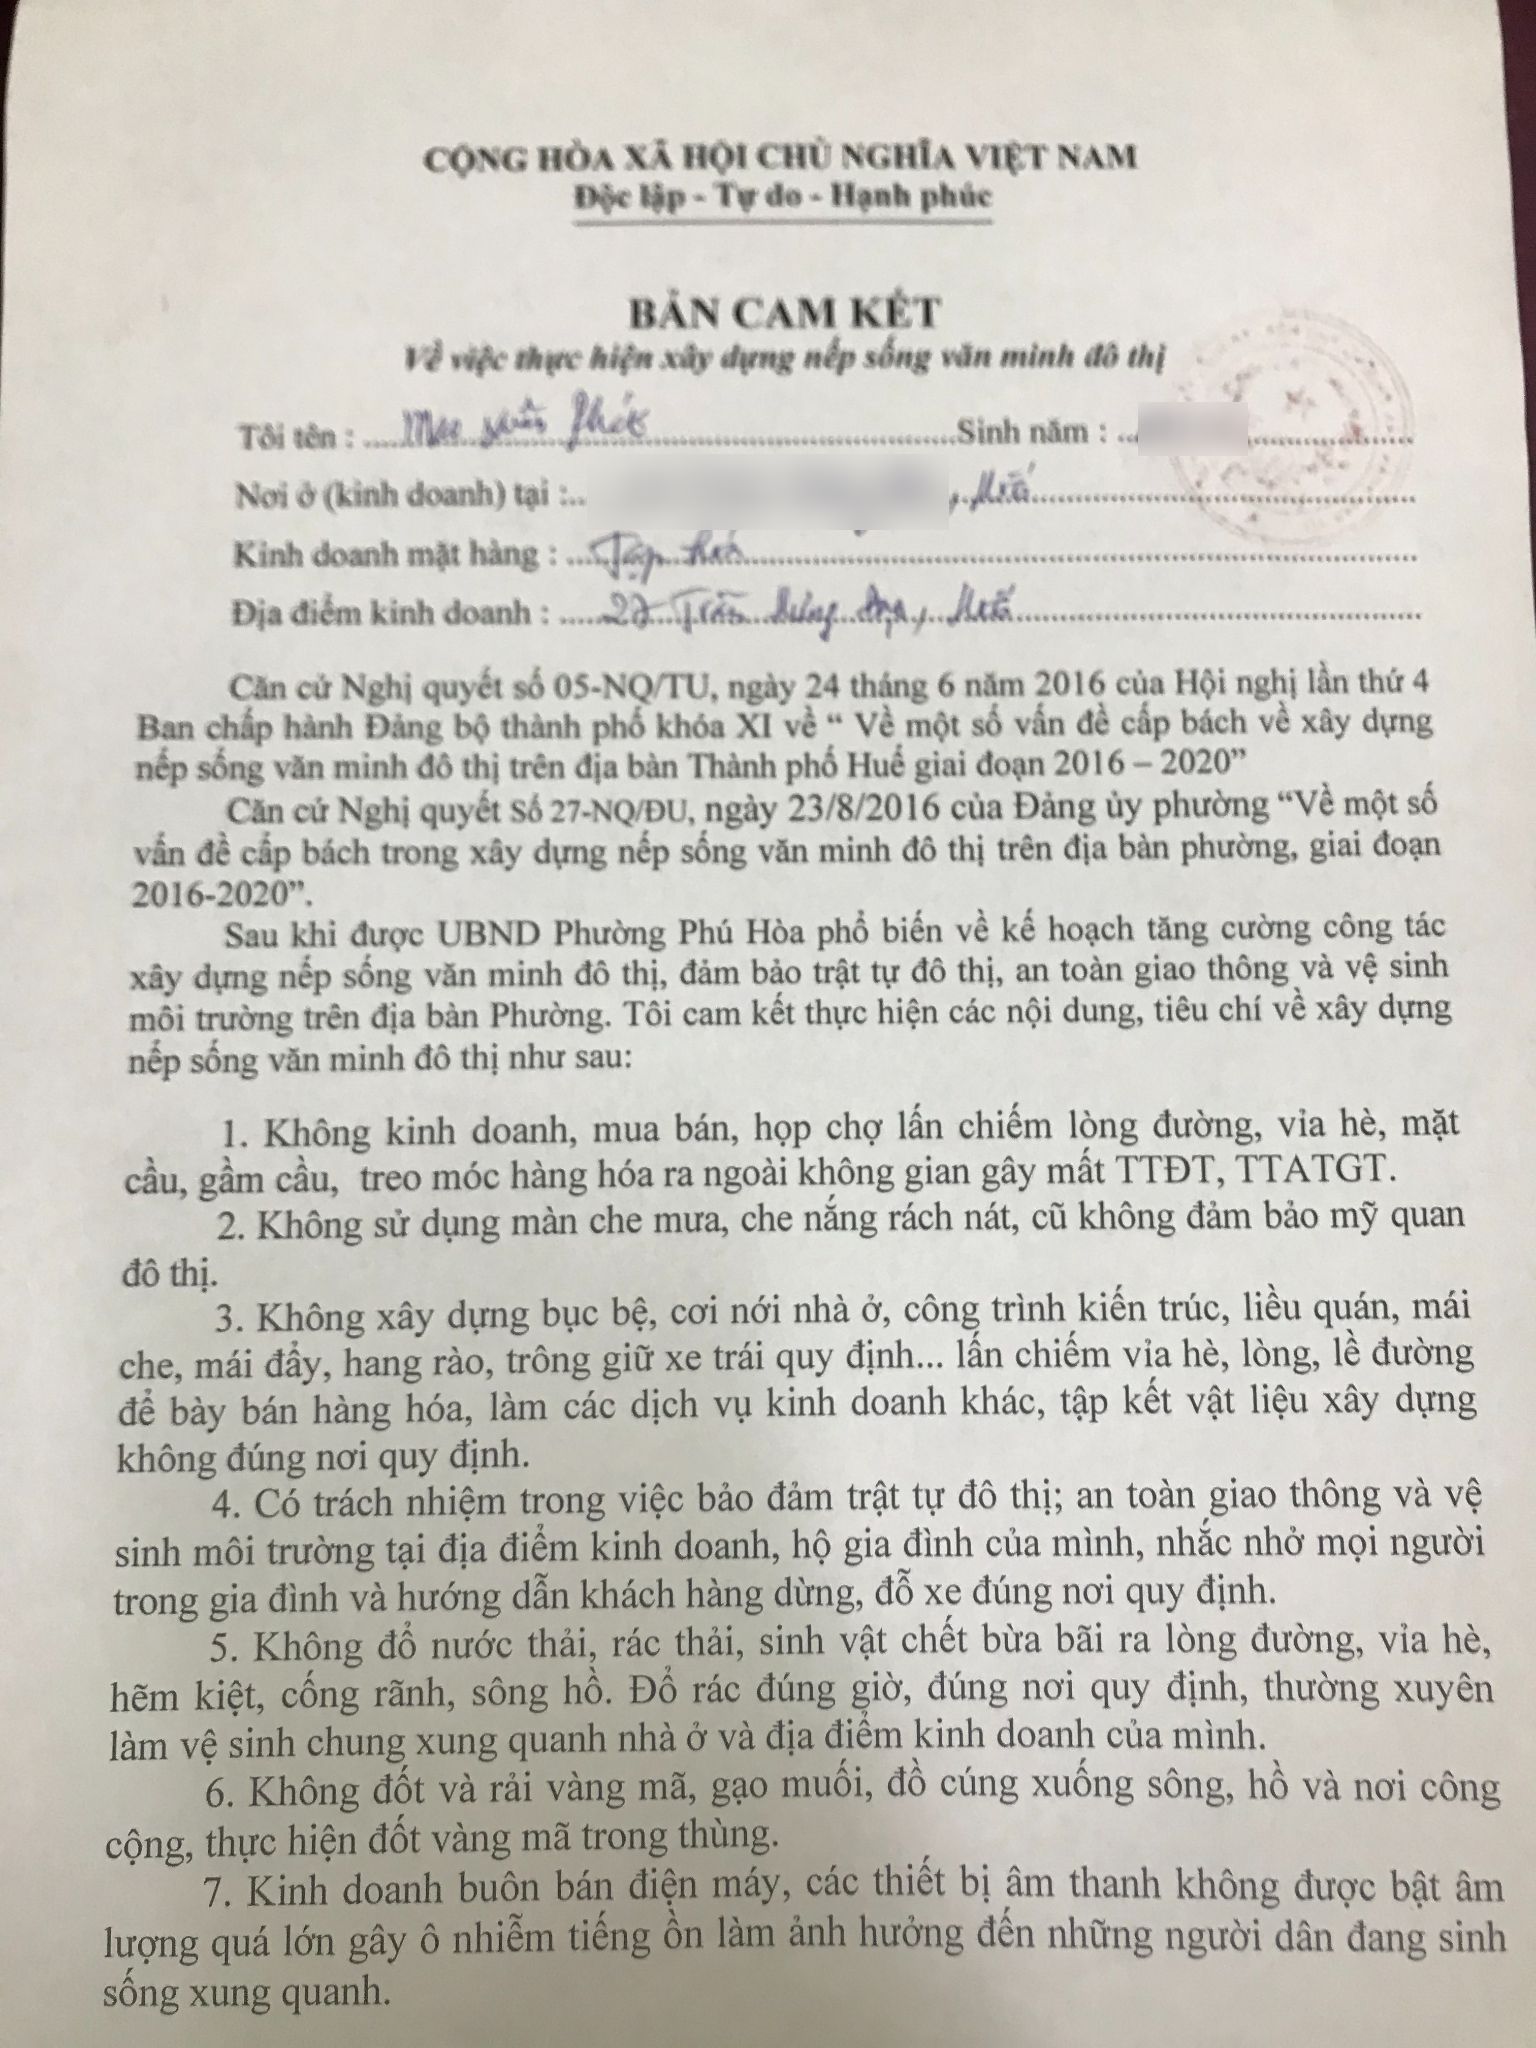 CỘNG HÒA XÃ HỘI CHỦ NGHĨA VIỆT NAM
Độc lập - Tự do - Hạnh phúc
BẢN CAM KẾT
Về việc thực hiện xây dựng nếp sống văn minh đô thị
Tôi tên : Phát Sinh năm :
Nơi ở (kinh doanh) tại : , Huế
Kinh doanh mặt hàng : Tạp hoá
Địa điểm kinh doanh : 27 Trần Hưng Đạo, Huế
Căn cứ Nghị quyết số 05-NQ/TU, ngày 24 tháng 6 năm 2016 của Hội nghị lần thứ 4
Ban chấp hành Đảng bộ thành phố khóa XI về “ Về một số vấn đề cấp bách về xây dựng
nếp sống văn minh đô thị trên địa bàn Thành phố Huế giai đoạn 2016 – 2020”
Căn cứ Nghị quyết Số 27-NQ/ĐU, ngày 23/8/2016 của Đảng ủy phường “Về một số
vấn đề cấp bách trong xây dựng nếp sống văn minh đô thị trên địa bàn phường, giai đoạn
2016-2020”.
Sau khi được UBND Phường Phú Hòa phổ biến về kế hoạch tăng cường công tác
xây dựng nếp sống văn minh đô thị, đảm bảo trật tự đô thị, an toàn giao thông và vệ sinh
môi trường trên địa bàn Phường. Tôi cam kết thực hiện các nội dung, tiêu chí về xây dựng
nếp sống văn minh đô thị như sau:
1. Không kinh doanh, mua bán, họp chợ lấn chiếm lòng đường, vỉa hè, mặt
cầu, gầm cầu, treo móc hàng hóa ra ngoài không gian gây mất TTĐT, TTATGT.
2. Không sử dụng màn che mưa, che nắng rách nát, cũ không đảm bảo mỹ quan
đô thị.
3. Không xây dựng bục bệ, cơi nới nhà ở, công trình kiến trúc, liều quán, mái
che, mái đẩy, hang rào, trông giữ xe trái quy định... lấn chiếm vỉa hè, lòng, lề đường
để bày bán hàng hóa, làm các dịch vụ kinh doanh khác, tập kết vật liệu xây dựng
không đúng nơi quy định.
4. Có trách nhiệm trong việc bảo đảm trật tự đô thị; an toàn giao thông và vệ
sinh môi trường tại địa điểm kinh doanh, hộ gia đình của mình, nhắc nhở mọi người
trong gia đình và hướng dẫn khách hàng dừng, đỗ xe đúng nơi quy định.
5. Không đổ nước thải, rác thải, sinh vật chết bừa bãi ra lòng đường, vỉa hè,
hẽm kiệt, cống rãnh, sông hồ. Đổ rác đúng giờ, đúng nơi quy định, thường xuyên
làm vệ sinh chung xung quanh nhà ở và địa điểm kinh doanh của mình.
6. Không đốt và rải vàng mã, gạo muối, đồ cúng xuống sông, hồ và nơi công
cộng, thực hiện đốt vàng mã trong thùng.
7. Kinh doanh buôn bán điện máy, các thiết bị âm thanh không được bật âm
lượng quá lớn gây ô nhiễm tiếng ồn làm ảnh hưởng đến những người dân đang sinh
sống xung quanh.